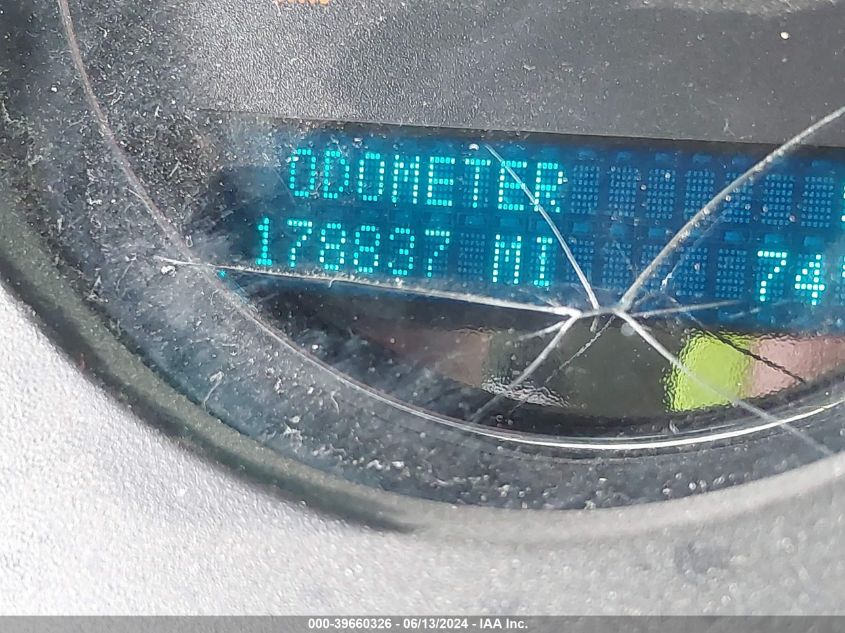 ODOMETER
178837 MI 74
000-39660326 - 06/13/2024 - IAA Inc.